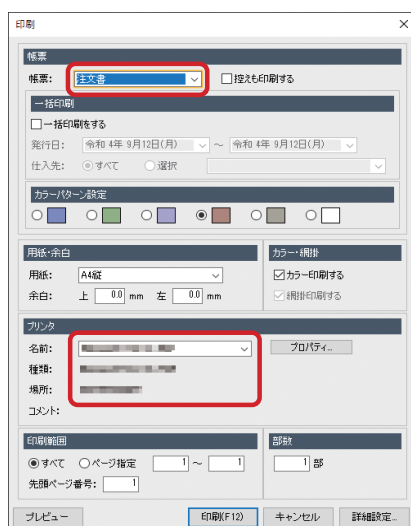 印刷
帳票
帳票: 注文書 控えも印刷する
一括印刷
一括印刷をする
発行日: 令和 4年 9月12日(月) ～ 令和 4年 9月12日(月)
仕入先: すべて 選択
カラーパターン設定
用紙・余白 カラー・網掛
用紙: A4縦 カラー印刷する
余白: 上 0.0 mm 左 0.0 mm 網掛印刷する
プリンタ
名前: プロパティ...
種類:
場所:
コメント:
印刷範囲 部数
すべて ページ指定 1 ～ 1 1 部
先頭ページ番号: 1
プレビュー 印刷(F12) キャンセル 詳細設定...